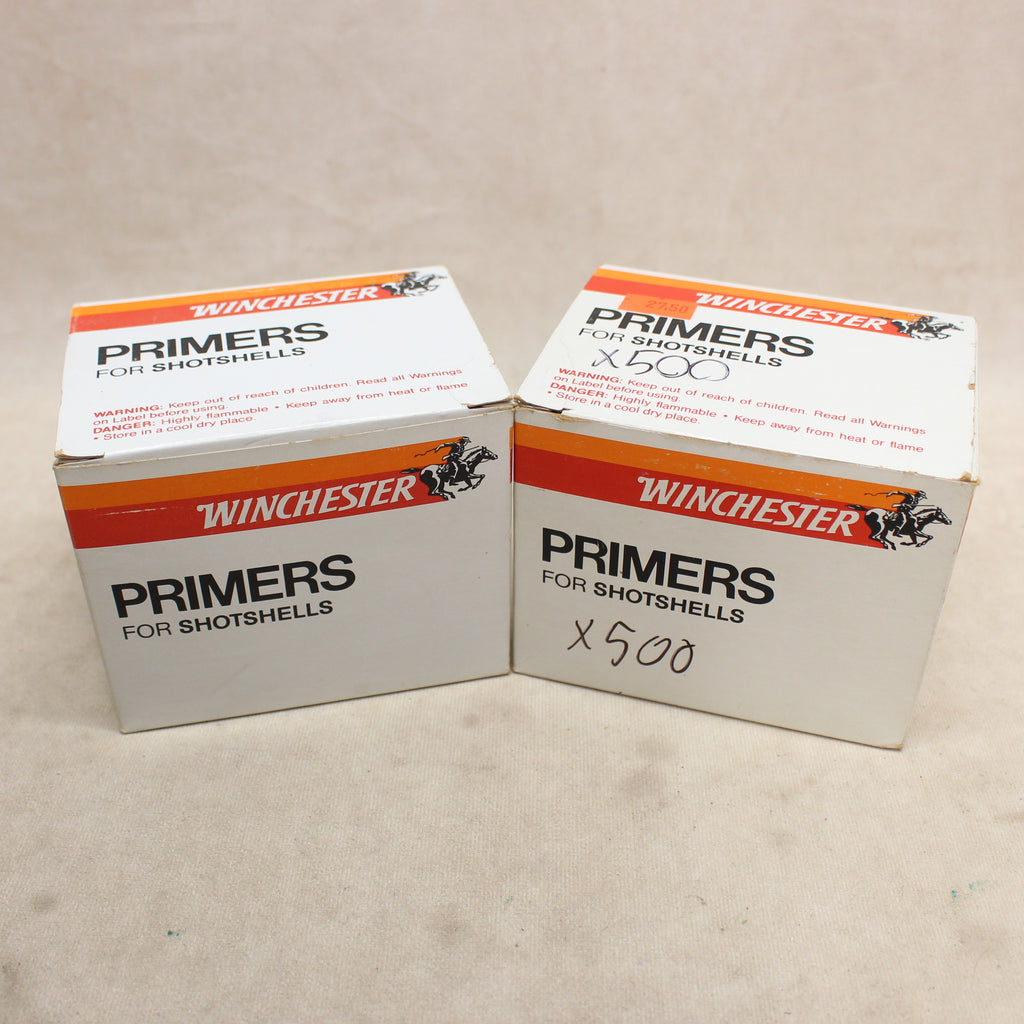 WINCHESTER
PRIMERS
FOR SHOTSHELLS
WARNING: Keep out of reach of children. Read all Warnings
on Label before using.
DANGER: Highly flammable • Keep away from heat or flame
• Store in a cool dry place.
WINCHESTER
PRIMERS
FOR SHOTSHELLS
27.50
WINCHESTER
PRIMERS
FOR SHOTSHELLS
x500
WARNING: Keep out of reach of children. Read all Warnings
on Label before using.
DANGER: Highly flammable • Keep away from heat or flame
• Store in a cool dry place.
WINCHESTER
PRIMERS
FOR SHOTSHELLS
x500